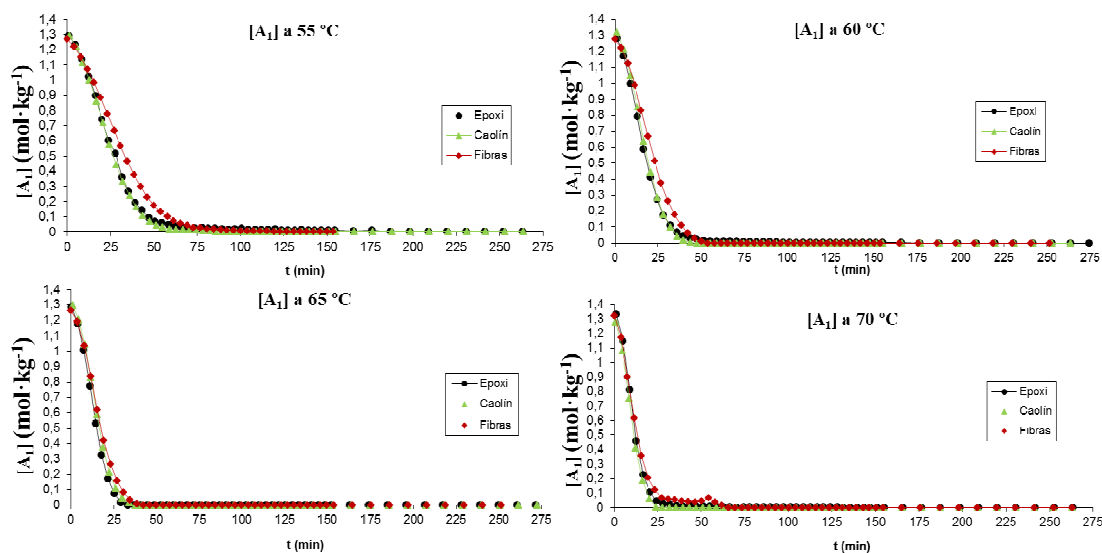 [A₁] a 55 °C
[A₁] (mol·kg⁻¹)
1,4
1,3
1,2
1,1
1
0,9
0,8
0,7
0,6
0,5
0,4
0,3
0,2
0,1
0
0 25 50 75 100 125 150 175 200 225 250 275
t (min)
Epoxi
Caolín
Fibras
[A₁] a 60 °C
[A₁] (mol·kg⁻¹)
1,4
1,3
1,2
1,1
1
0,9
0,8
0,7
0,6
0,5
0,4
0,3
0,2
0,1
0
0 25 50 75 100 125 150 175 200 225 250 275
t (min)
Epoxi
Caolín
Fibras
[A₁] a 65 °C
[A₁] (mol·kg⁻¹)
1,4
1,3
1,2
1,1
1
0,9
0,8
0,7
0,6
0,5
0,4
0,3
0,2
0,1
0
0 25 50 75 100 125 150 175 200 225 250 275
t (min)
Epoxi
Caolín
Fibras
[A₁] a 70 °C
[A₁] (mol·kg⁻¹)
1,4
1,3
1,2
1,1
1
0,9
0,8
0,7
0,6
0,5
0,4
0,3
0,2
0,1
0
0 25 50 75 100 125 150 175 200 225 250 275
t (min)
Epoxi
Caolín
Fibras